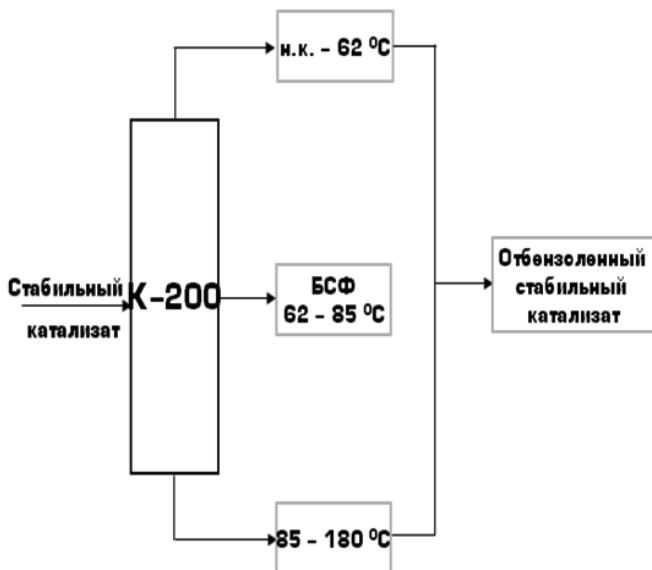 н.к. - 62 ⁰С
Стабильный
катализат
К-200
БСФ
62 - 85 ⁰С
Отбензоленный
стабильный
катализат
85 - 180 ⁰С